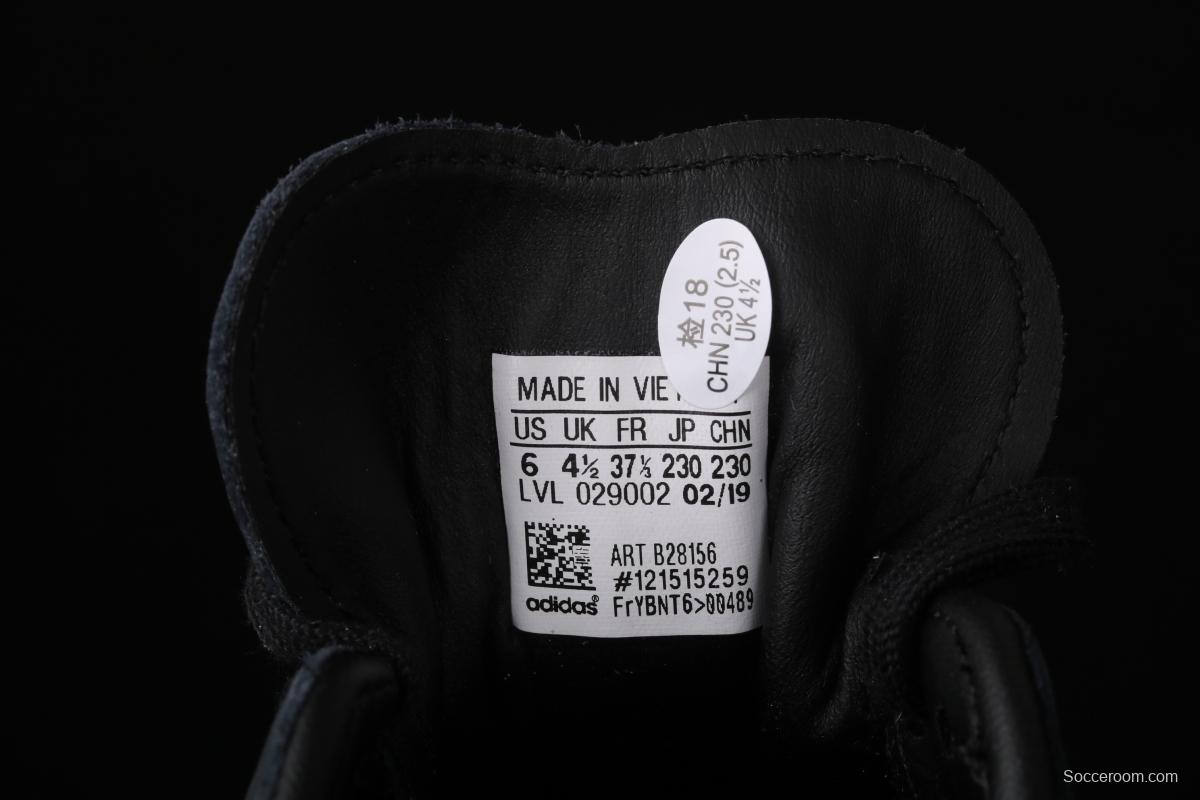 检18
CHN 230 (2.5)
UK 4½
MADE IN
US UK FR JP CHN
6 4½ 37⅓ 230 230
LVL 029002 02/19
ART B28156
#121515259
adidas®
FrYBNT6>00489
Socceroom.com